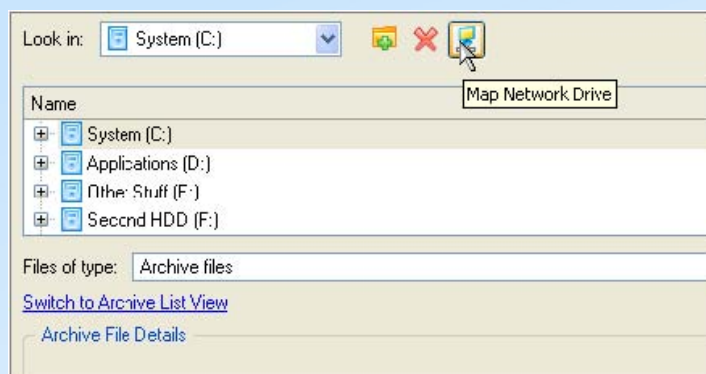 Look in: System (C:)
Map Network Drive
Name
System (C:)
Applications (D:)
Other Stuff (E:)
Second HDD (F:)
Files of type: Archive files
Switch to Archive List View
Archive File Details